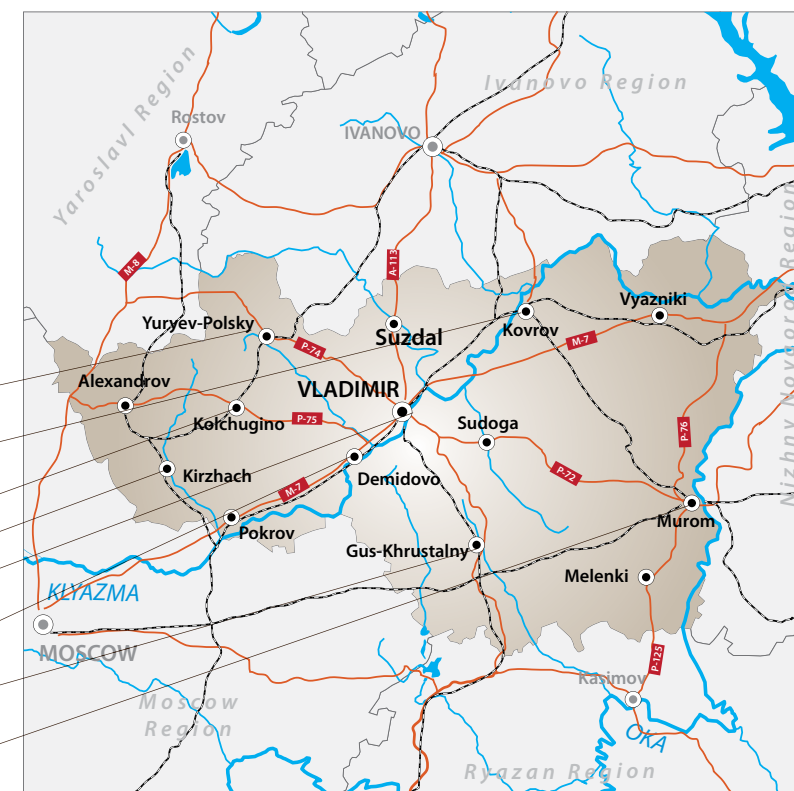 Ivanovo Region
Yaroslavl Region
Rostov
IVANOVO
Nizhny Novgorod Region
M-8
A-113
Vyazniki
Yuryev-Polsky
Suzdal
Kovrov
P-74
M-7
Alexandrov
VLADIMIR
Kolchugino
P-75
Sudoga
P-76
Kirzhach
Demidovo
P-72
M-7
Pokrov
Murom
Gus-Khrustalny
Melenki
KLYAZMA
MOSCOW
P-125
Kasimov
Moscow
Region
OKA
Ryazan Region